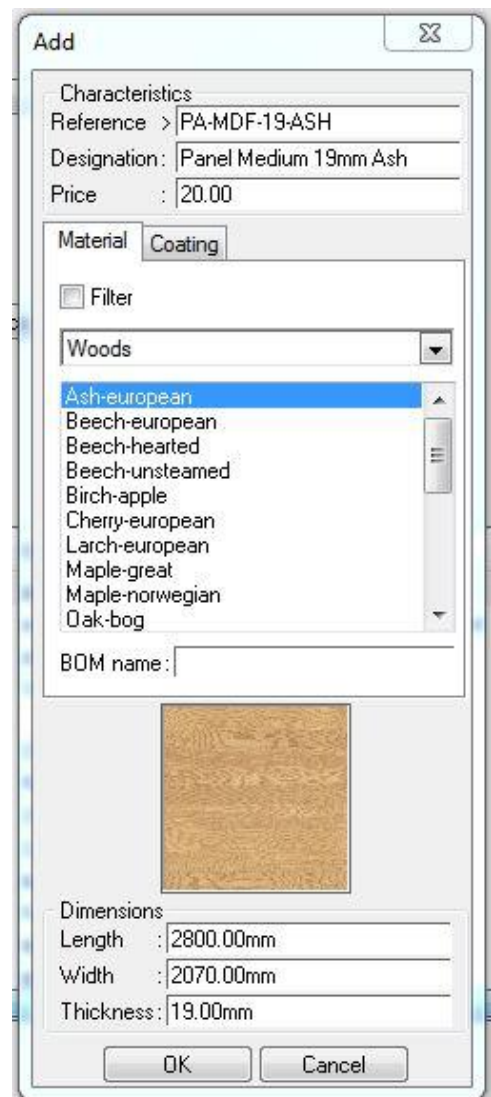 Add
Characteristics
Reference > PA-MDF-19-ASH
Designation : Panel Medium 19mm Ash
Price : 20.00
Material Coating
Filter
Woods
Ash-european
Beech-european
Beech-hearted
Beech-unsteamed
Birch-apple
Cherry-european
Larch-european
Maple-great
Maple-norwegian
Oak-bog
BOM name :
Dimensions
Length : 2800.00mm
Width : 2070.00mm
Thickness : 19.00mm
OK Cancel